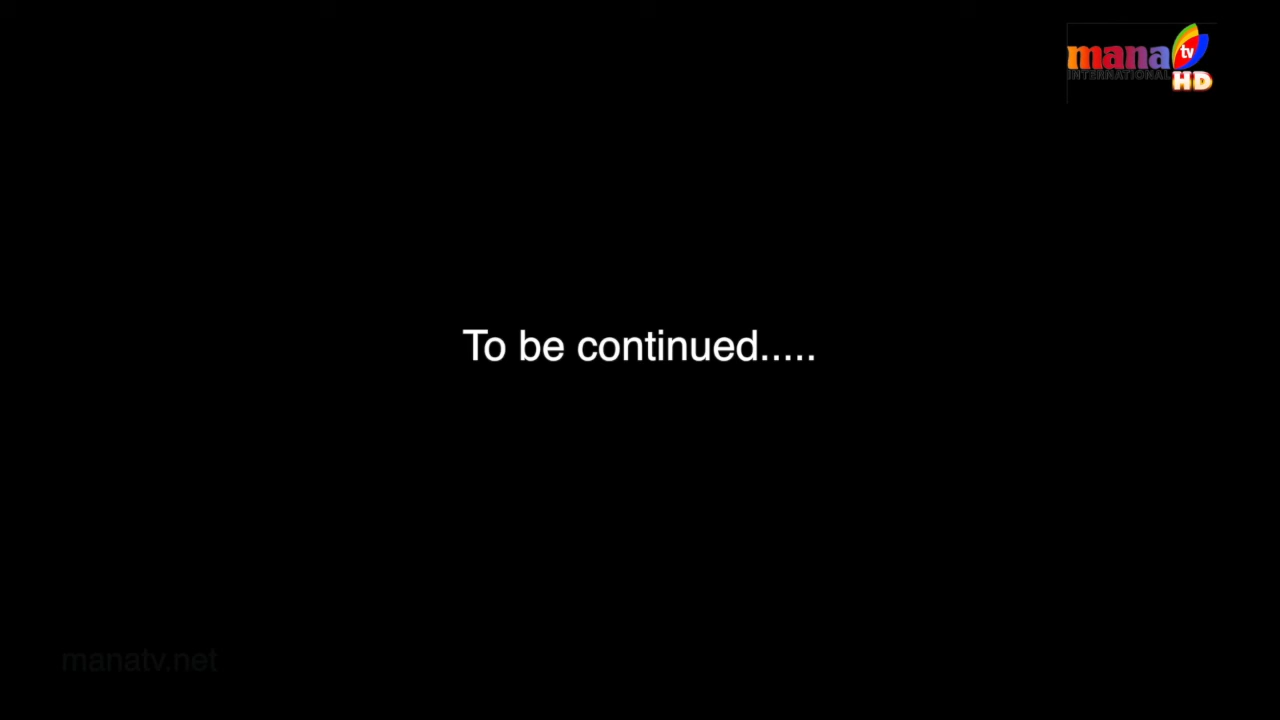 mana tv
INTERNATIONAL
HD
To be continued.....
manatv.net